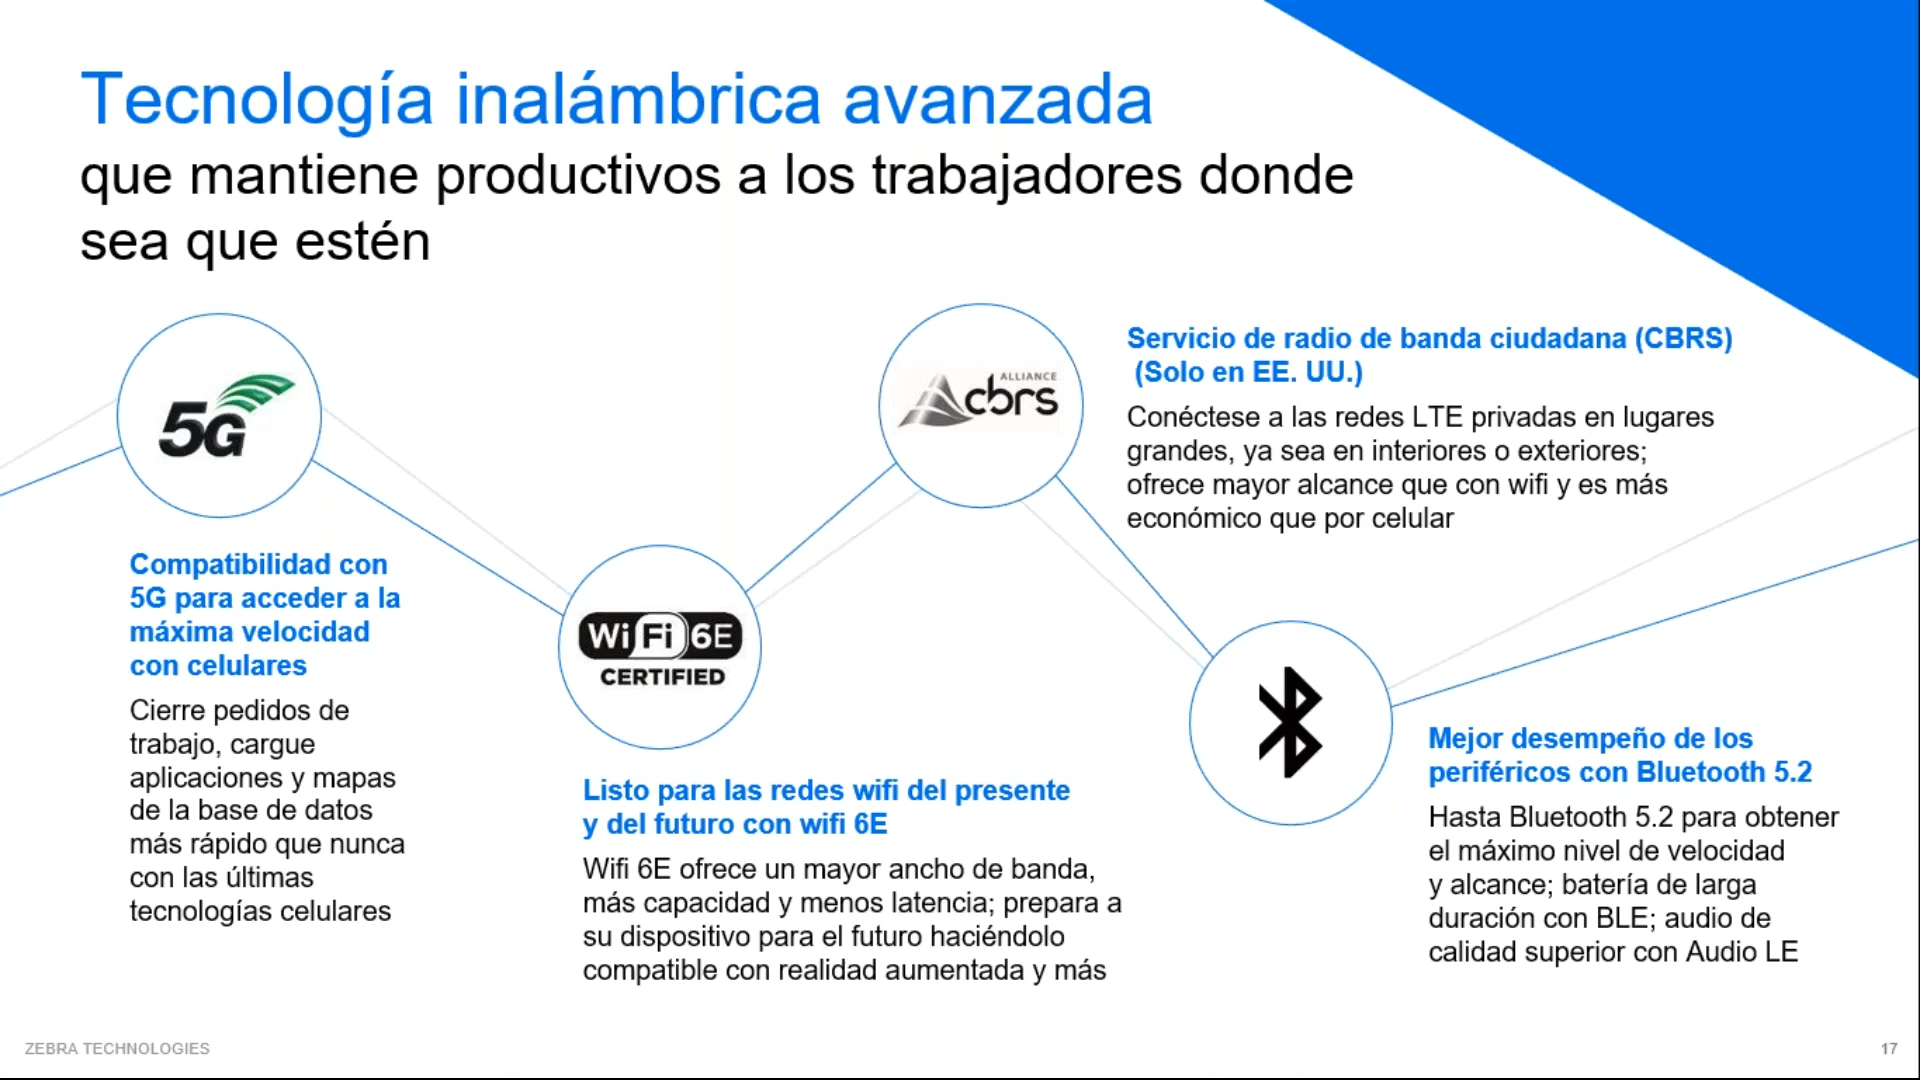 Tecnología inalámbrica avanzada
que mantiene productivos a los trabajadores donde
sea que estén
5G
Compatibilidad con
5G para acceder a la
máxima velocidad
con celulares
Cierre pedidos de
trabajo, cargue
aplicaciones y mapas
de la base de datos
más rápido que nunca
con las últimas
tecnologías celulares
Wi Fi 6E
CERTIFIED
Listo para las redes wifi del presente
y del futuro con wifi 6E
Wifi 6E ofrece un mayor ancho de banda,
más capacidad y menos latencia; prepara a
su dispositivo para el futuro haciéndolo
compatible con realidad aumentada y más
ALLIANCE
cbrs
Servicio de radio de banda ciudadana (CBRS)
(Solo en EE. UU.)
Conéctese a las redes LTE privadas en lugares
grandes, ya sea en interiores o exteriores;
ofrece mayor alcance que con wifi y es más
económico que por celular
Mejor desempeño de los
periféricos con Bluetooth 5.2
Hasta Bluetooth 5.2 para obtener
el máximo nivel de velocidad
y alcance; batería de larga
duración con BLE; audio de
calidad superior con Audio LE
ZEBRA TECHNOLOGIES
17